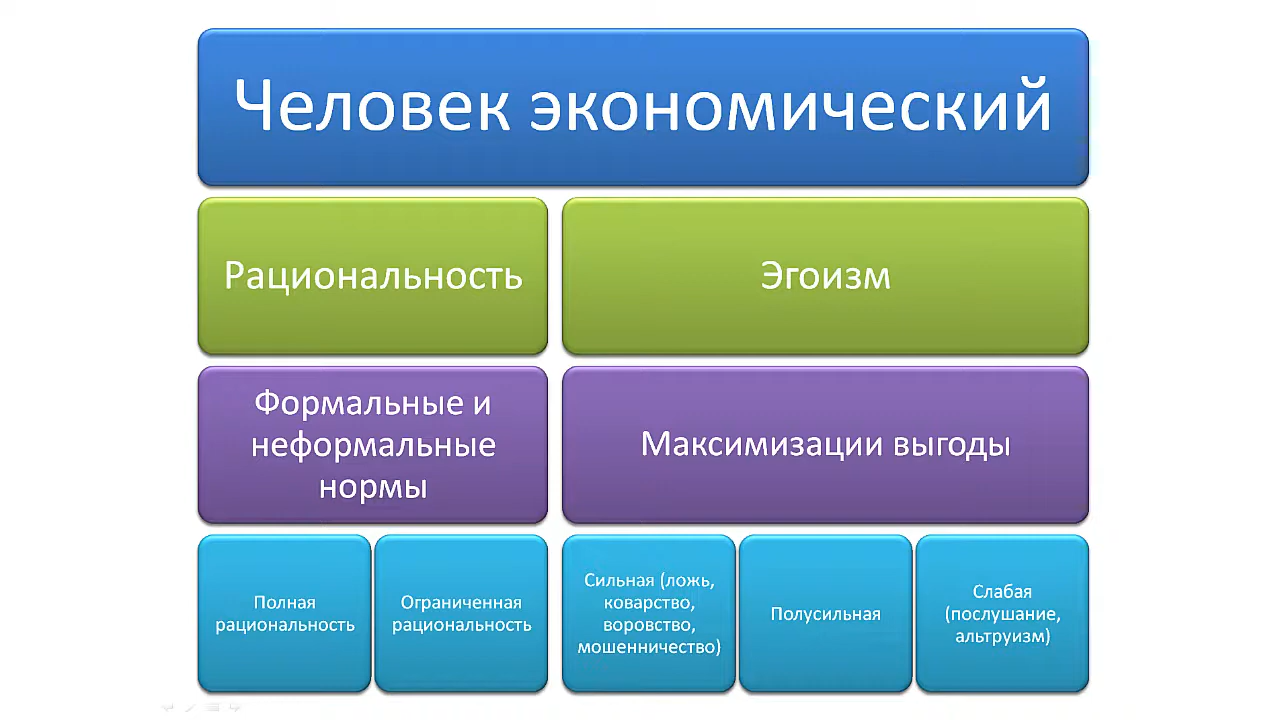 Человек экономический
Рациональность
Эгоизм
Формальные и
неформальные
нормы
Максимизации выгоды
Полная
рациональность
Ограниченная
рациональность
Сильная (ложь,
коварство,
воровство,
мошенничество)
Полусильная
Слабая
(послушание,
альтруизм)